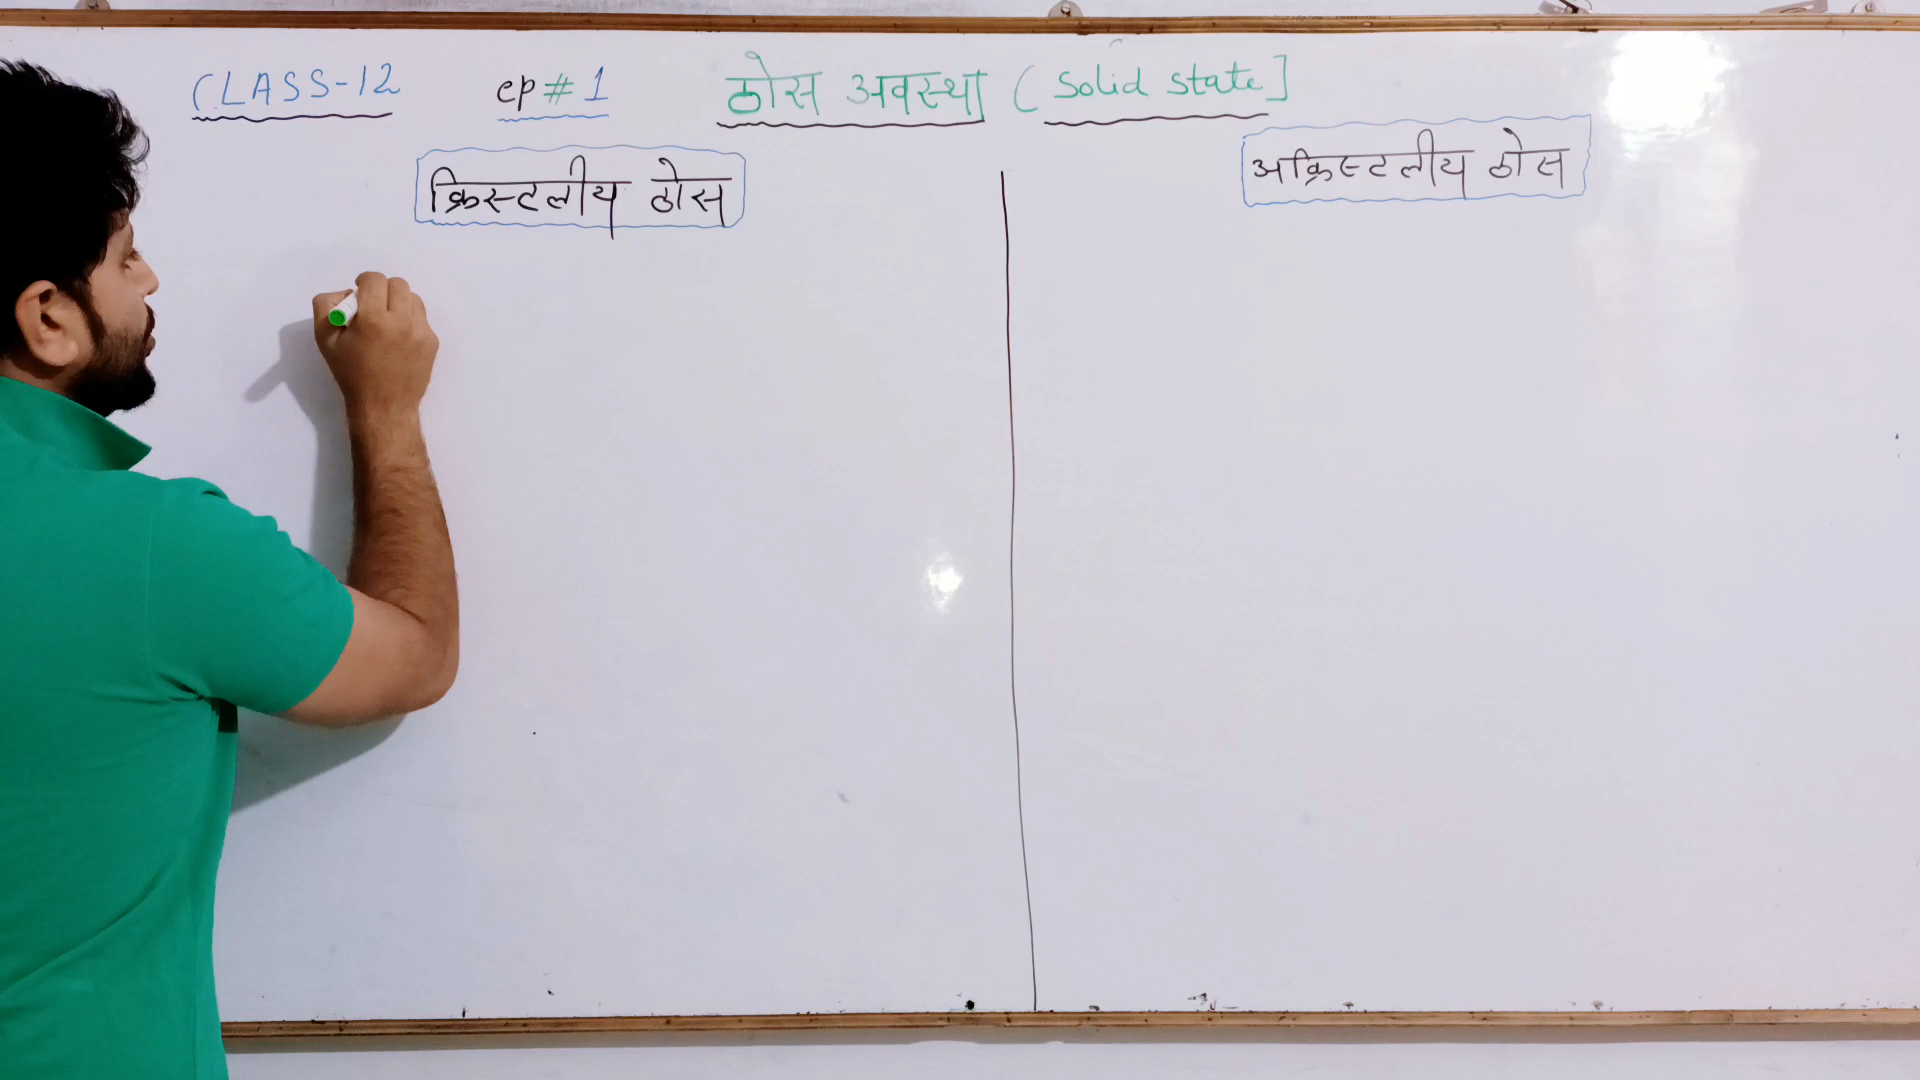 CLASS-12 ep # 1 ठोस अवस्था ( Solid state ]
क्रिस्टलीय ठोस
अक्रिस्टलीय ठोस